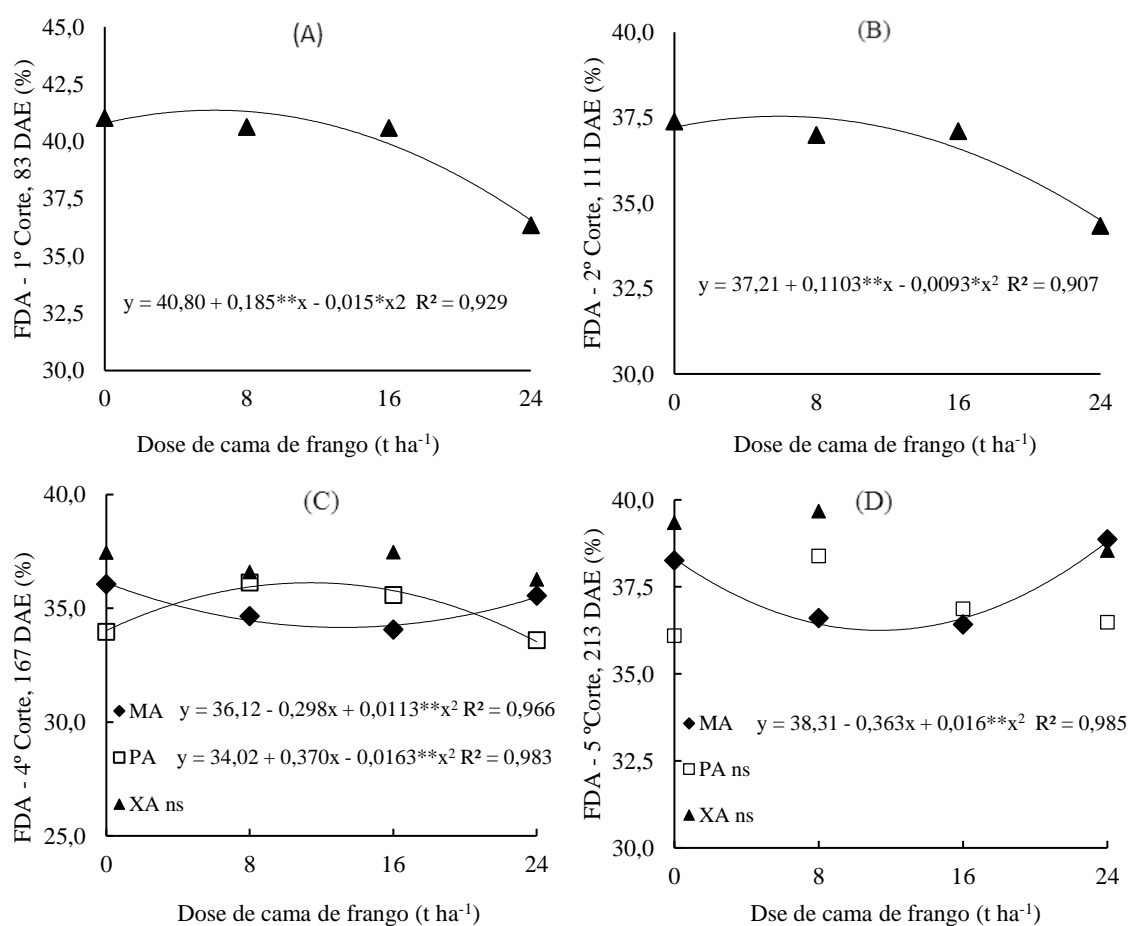 (A)
FDA - 1º Corte, 83 DAE (%)
45,0
42,5
40,0
37,5
35,0
32,5
30,0
y = 40,80 + 0,185**x - 0,015*x2 R² = 0,929
0 8 16 24
Dose de cama de frango (t ha⁻¹)
(B)
FDA - 2º Corte, 111 DAE (%)
40,0
37,5
35,0
32,5
30,0
y = 37,21 + 0,1103**x - 0,0093*x² R² = 0,907
0 8 16 24
Dose de cama de frango (t ha⁻¹)
(C)
FDA - 4º Corte, 167 DAE (%)
40,0
35,0
30,0
25,0
MA y = 36,12 - 0,298x + 0,0113**x² R² = 0,966
PA y = 34,02 + 0,370x - 0,0163**x² R² = 0,983
XA ns
0 8 16 24
Dose de cama de frango (t ha⁻¹)
(D)
FDA - 5 ºCorte, 213 DAE (%)
40,0
37,5
35,0
32,5
30,0
MA y = 38,31 - 0,363x + 0,016**x² R² = 0,985
PA ns
XA ns
0 8 16 24
Dse de cama de frango (t ha⁻¹)